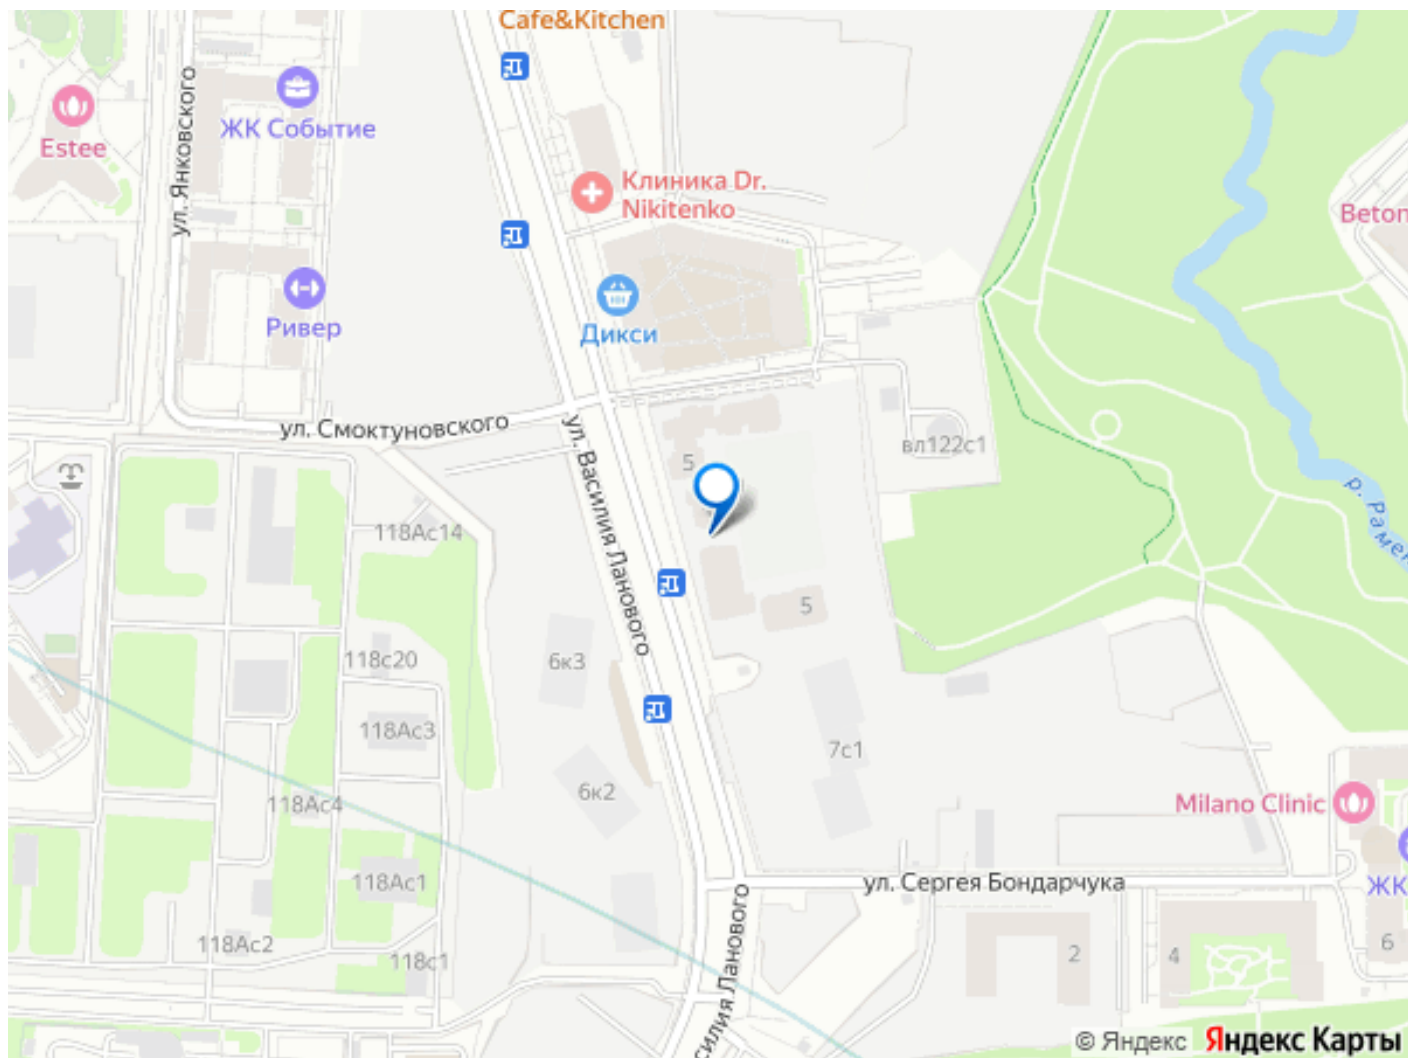 Cafe&Kitchen
Estee
ЖК Событие
ул. Янковского
Клиника Dr.
Nikitenko
Ривер
Дикси
ул. Смоктуновского
ул. Василия Ланового
5
вл122с1
118Ас14
5
118с20
6к3
118Ас3
7с1
6к2
118Ас4
Milano Clinic
118Ас1
ул. Сергея Бондарчука
ЖК
118Ас2
118с1
2
4
6
© Яндекс Яндекс Карты